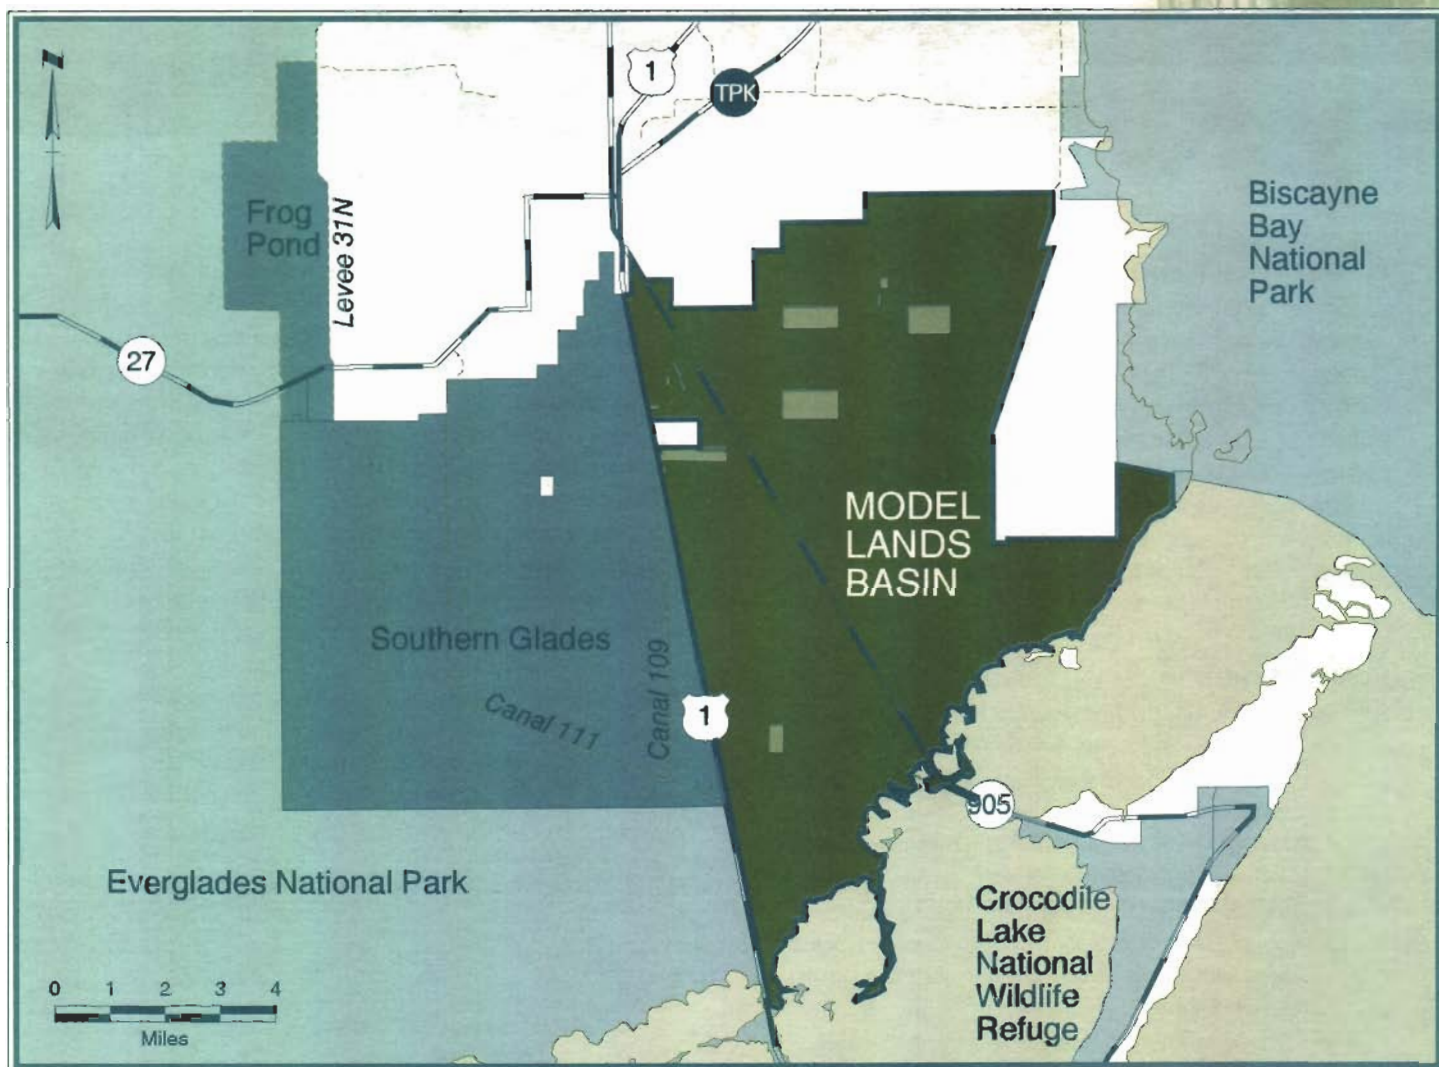 N
1
TPK
Frog
Pond
Levee 31N
Biscayne
Bay
National
Park
27
MODEL
LANDS
BASIN
Southern Glades
Canal 111
Canal 109
1
905
Everglades National Park
Crocodile
Lake
National
Wildlife
Refuge
0 1 2 3 4
Miles